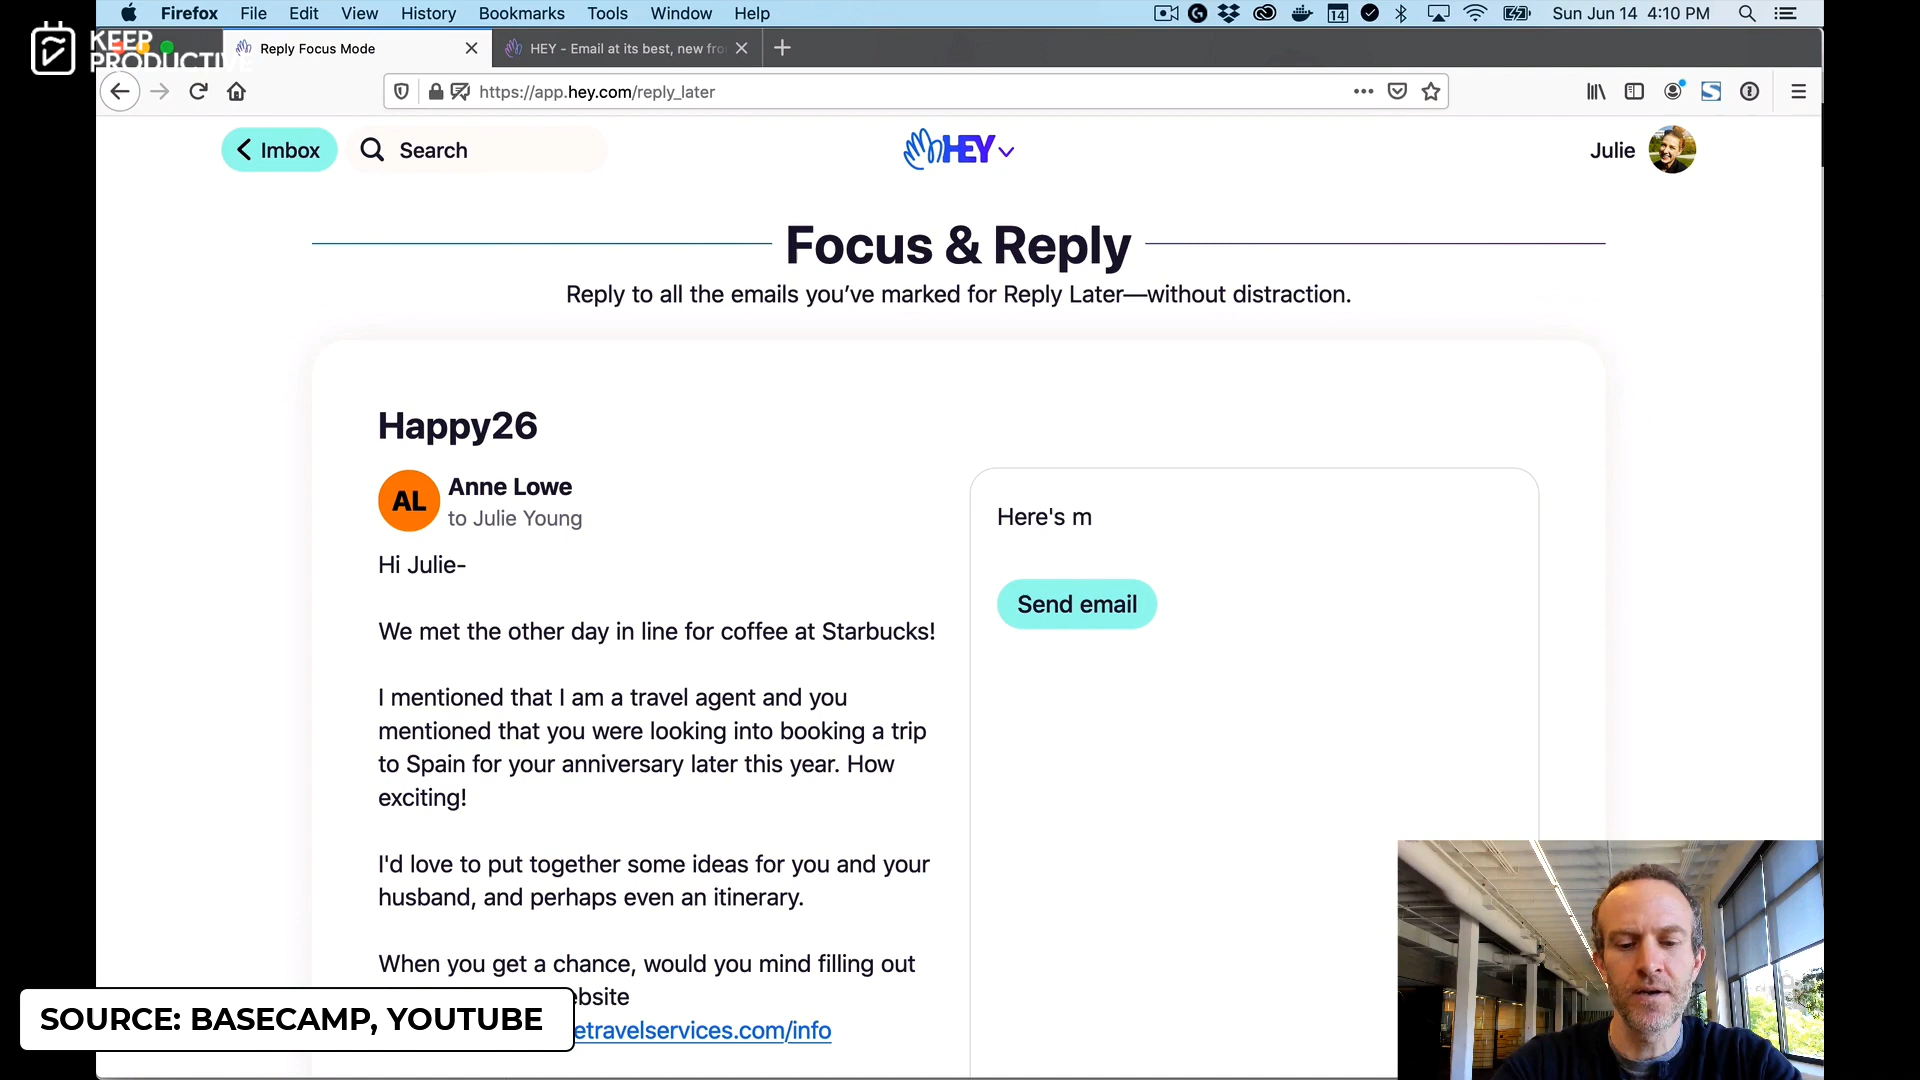 Firefox File Edit View History Bookmarks Tools Window Help
14
Sun Jun 14 4:10 PM
KEEP
PRODUCTIVE
Reply Focus Mode
HEY - Email at its best, new fro
https://app.hey.com/reply_later
Imbox
Search
HEY
Julie
Focus & Reply
Reply to all the emails you’ve marked for Reply Later—without distraction.
Happy26
AL
Anne Lowe
to Julie Young
Hi Julie-
We met the other day in line for coffee at Starbucks!
I mentioned that I am a travel agent and you
mentioned that you were looking into booking a trip
to Spain for your anniversary later this year. How
exciting!
I'd love to put together some ideas for you and your
husband, and perhaps even an itinerary.
When you get a chance, would you mind filling out
ebsite
etravelservices.com/info
Here's m
Send email
SOURCE: BASECAMP, YOUTUBE